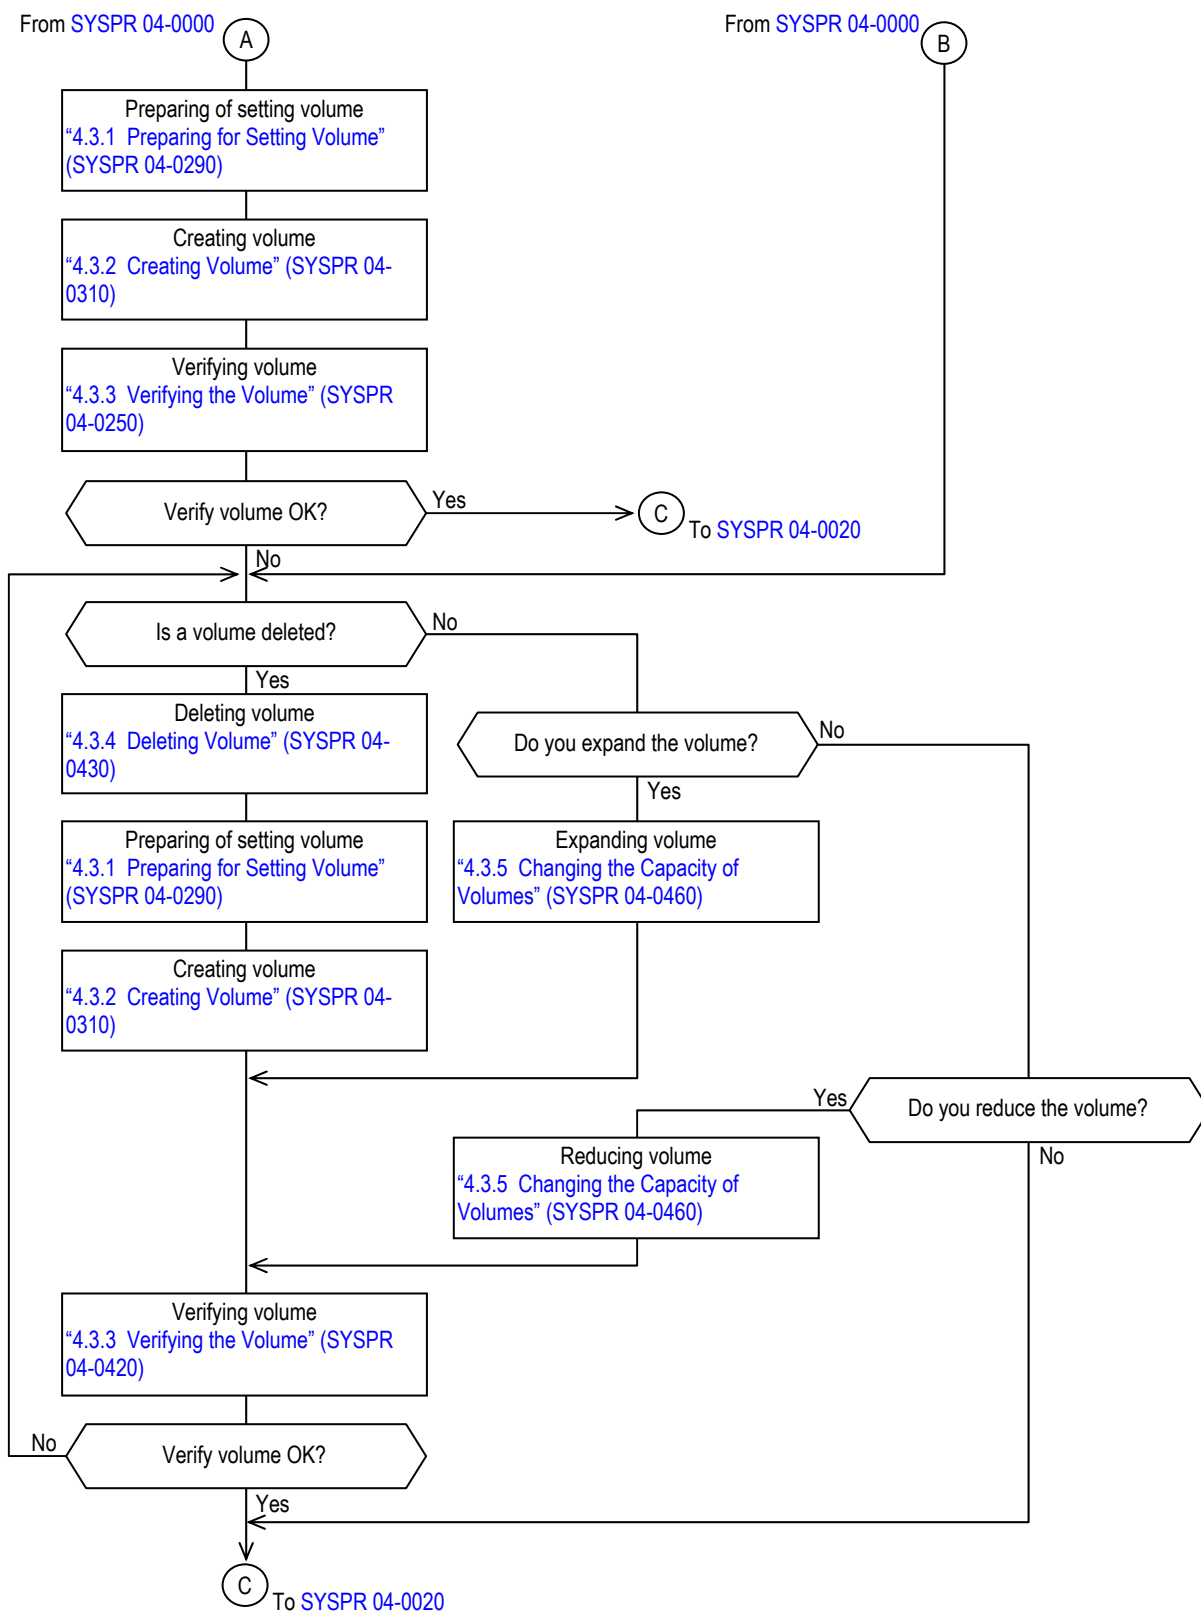 From SYSPR 04-0000
A
From SYSPR 04-0000
B
Preparing of setting volume
“4.3.1  Preparing for Setting Volume”
(SYSPR 04-0290)
Creating volume
“4.3.2  Creating Volume” (SYSPR 04-
0310)
Verifying volume
“4.3.3  Verifying the Volume” (SYSPR
04-0250)
Verify volume OK?
Yes
C
To SYSPR 04-0020
No
Is a volume deleted?
No
Yes
Deleting volume
“4.3.4  Deleting Volume” (SYSPR 04-
0430)
Do you expand the volume?
No
Yes
Preparing of setting volume
“4.3.1  Preparing for Setting Volume”
(SYSPR 04-0290)
Expanding volume
“4.3.5  Changing the Capacity of
Volumes” (SYSPR 04-0460)
Creating volume
“4.3.2  Creating Volume” (SYSPR 04-
0310)
Yes
Do you reduce the volume?
No
Reducing volume
“4.3.5  Changing the Capacity of
Volumes” (SYSPR 04-0460)
Verifying volume
“4.3.3  Verifying the Volume” (SYSPR
04-0420)
No
Verify volume OK?
Yes
C
To SYSPR 04-0020